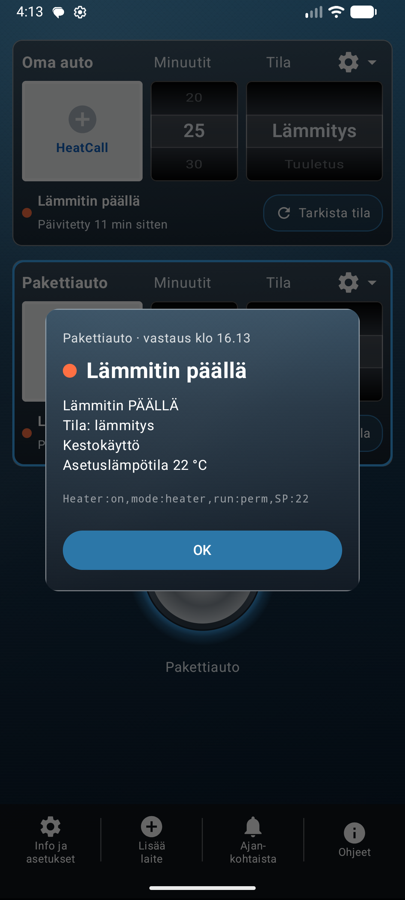 4:13
Oma auto
Minuutit
Tila
20
25
30
HeatCall
Lämmitys
Tuuletus
Lämmitin päällä
Päivitetty 11 min sitten
Tarkista tila
Pakettiauto
Minuutit
Tila
Pakettiauto · vastaus klo 16.13
Lämmitin päällä
Lämmitin PÄÄLLÄ
Tila: lämmitys
Kestokäyttö
Asetuslämpötila 22 °C
Heater:on,mode:heater,run:perm,SP:22
OK
Pakettiauto
Info ja
asetukset
Lisää
laite
Ajan-
kohtaista
Ohjeet